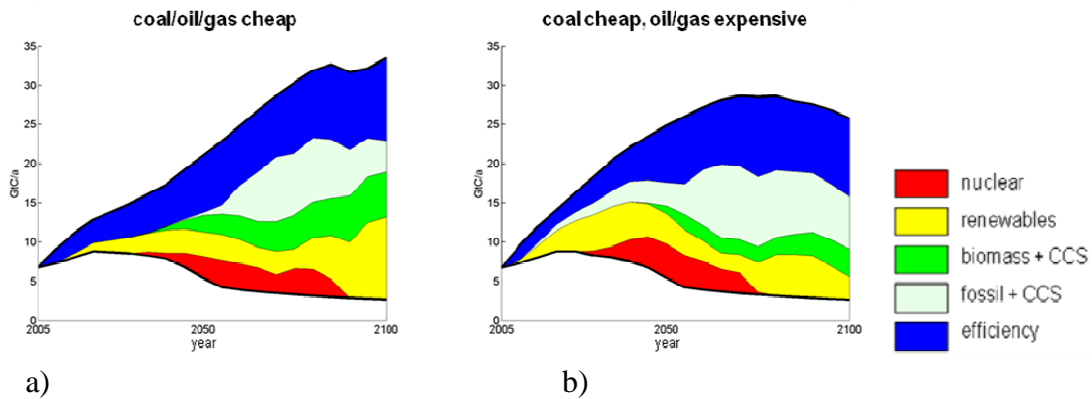 coal/oil/gas cheap
35
30
25
20
15
10
5
0
GtC/a
2005
2050
2100
year
a)
coal cheap, oil/gas expensive
35
30
25
20
15
10
5
0
GtC/a
2005
2050
2100
year
b)
nuclear
renewables
biomass + CCS
fossil + CCS
efficiency